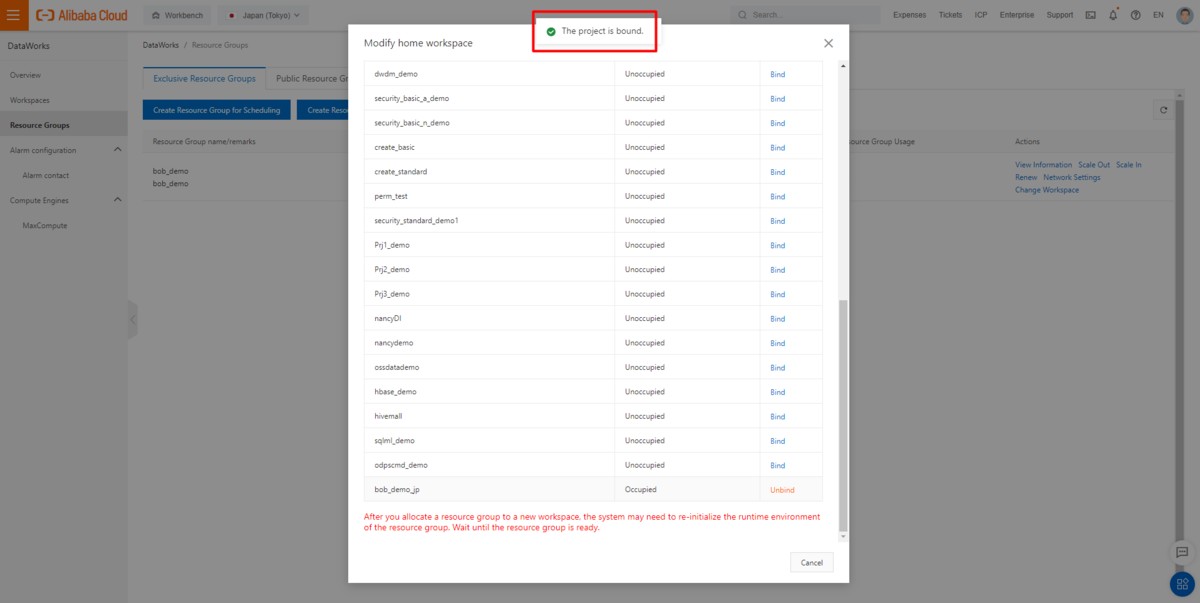 Alibaba Cloud
Workbench
Japan (Tokyo)
Search...
Expenses Tickets ICP Enterprise Support EN
DataWorks
Overview
Workspaces
Resource Groups
Alarm configuration
Alarm contact
Compute Engines
MaxCompute
DataWorks / Resource Groups
Exclusive Resource Groups Public Resource Gr
Create Resource Group for Scheduling Create Resou
Resource Group name/remarks
bob_demo
bob_demo
The project is bound.
Modify home workspace
dwdm_demo Unoccupied Bind
security_basic_a_demo Unoccupied Bind
security_basic_n_demo Unoccupied Bind
create_basic Unoccupied Bind
create_standard Unoccupied Bind
perm_test Unoccupied Bind
security_standard_demo1 Unoccupied Bind
Prj1_demo Unoccupied Bind
Prj2_demo Unoccupied Bind
Prj3_demo Unoccupied Bind
nancyDI Unoccupied Bind
nancydemo Unoccupied Bind
ossdatademo Unoccupied Bind
hbase_demo Unoccupied Bind
hivemall Unoccupied Bind
sqlml_demo Unoccupied Bind
odpscmd_demo Unoccupied Bind
bob_demo_jp Occupied Unbind
After you allocate a resource group to a new workspace, the system may need to re-initialize the runtime environment
of the resource group. Wait until the resource group is ready.
Cancel
source Group Usage Actions
View Information Scale Out Scale In
Renew Network Settings
Change Workspace